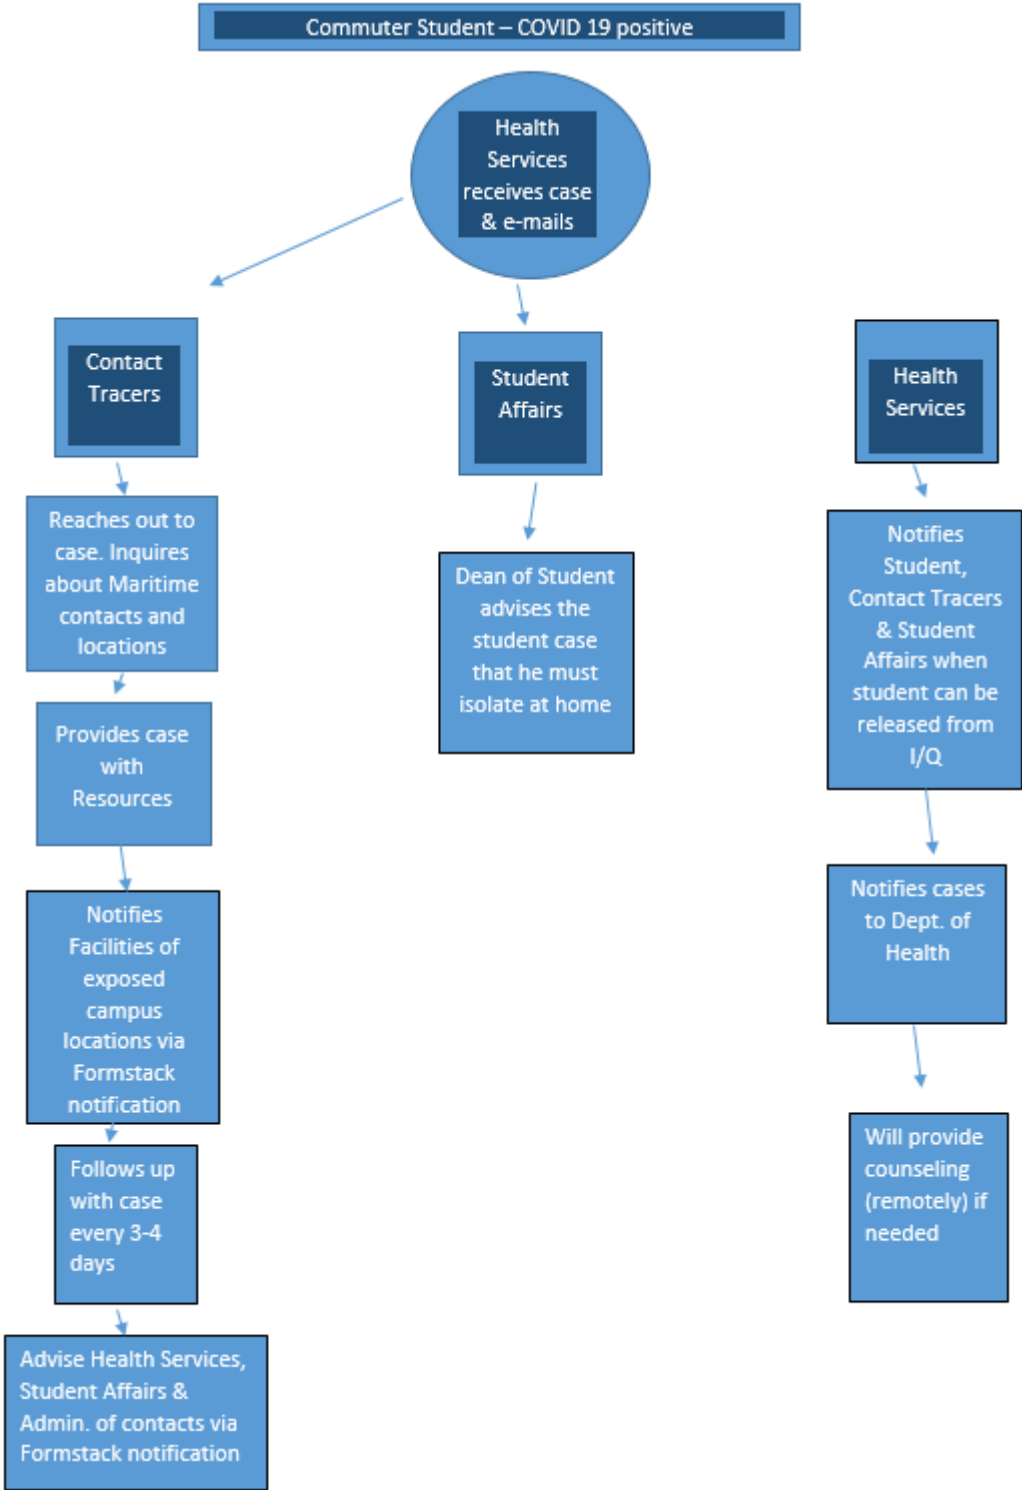 Commuter Student – COVID 19 positive
Health
Services
receives case
& e-mails
Contact
Tracers
Reaches out to
case. Inquires
about Maritime
contacts and
locations
Provides case
with
Resources
Notifies
Facilities of
exposed
campus
locations via
Formstack
notification
Follows up
with case
every 3-4
days
Advise Health Services,
Student Affairs &
Admin. of contacts via
Formstack notification
Student
Affairs
Dean of Student
advises the
student case
that he must
isolate at home
Health
Services
Notifies
Student,
Contact Tracers
& Student
Affairs when
student can be
released from
I/Q
Notifies cases
to Dept. of
Health
Will provide
counseling
(remotely) if
needed